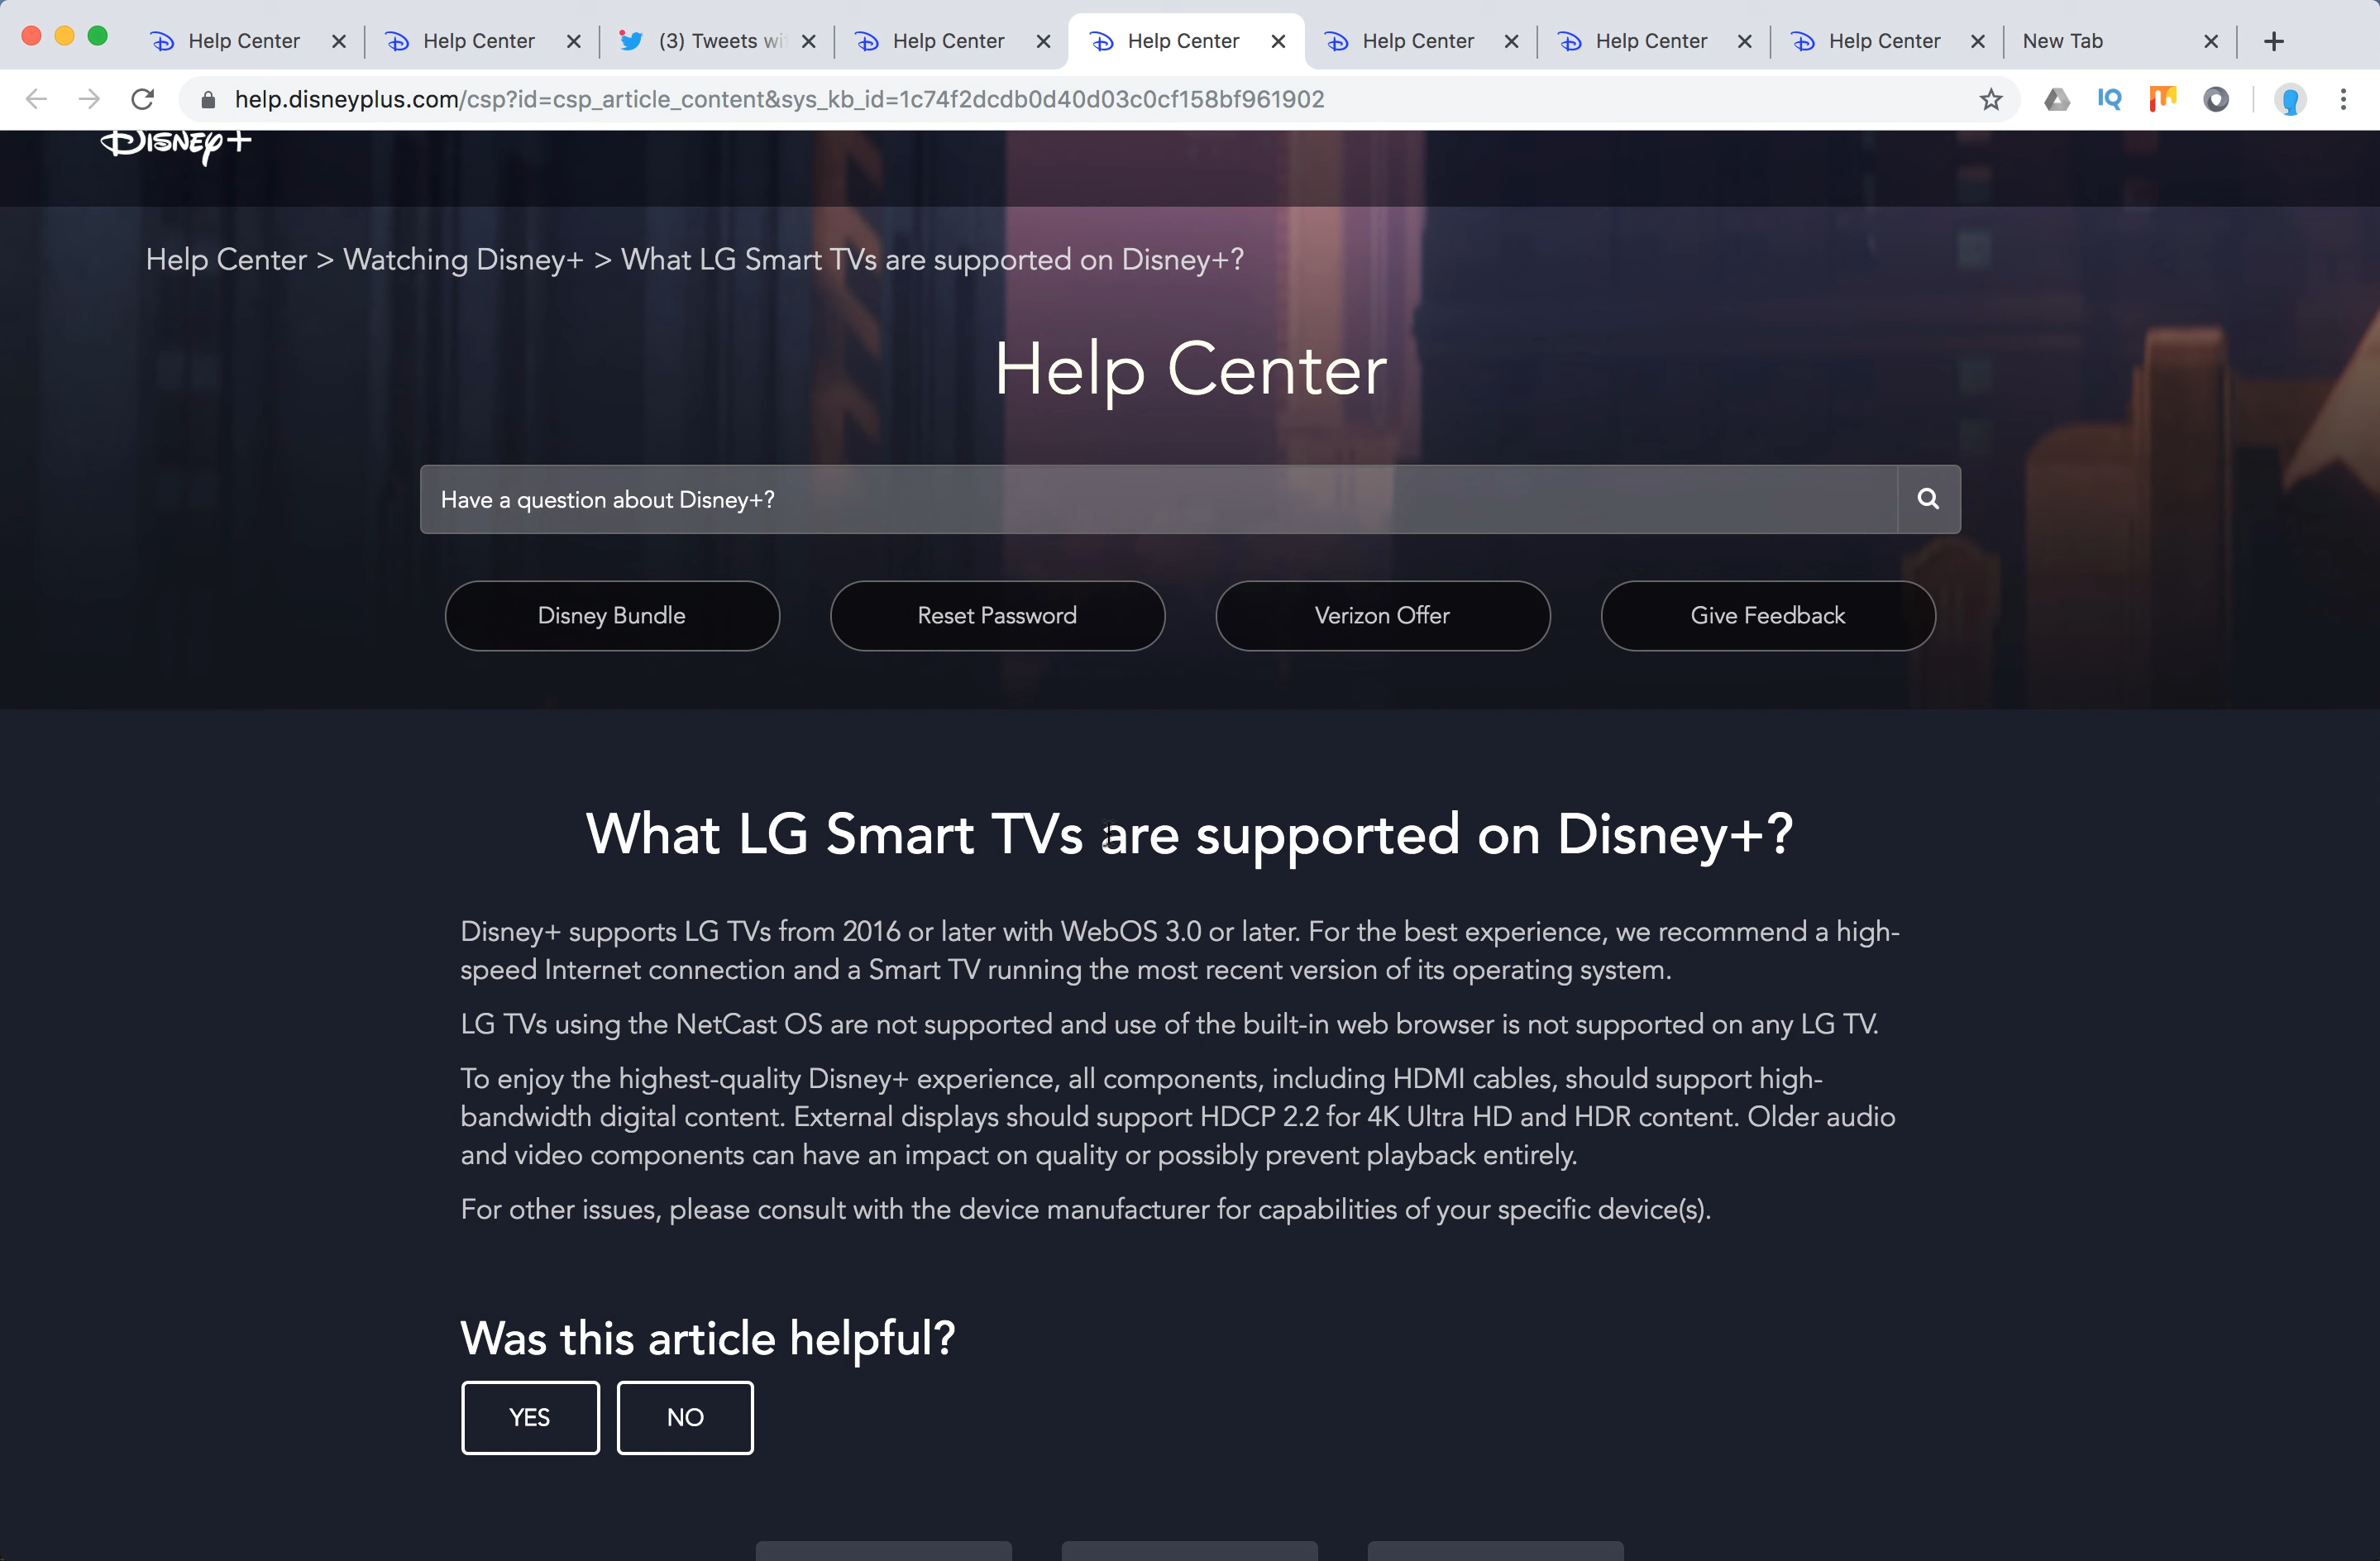 Help Center
Help Center
(3) Tweets wi
Help Center
Help Center
Help Center
Help Center
Help Center
New Tab
help.disneyplus.com/csp?id=csp_article_content&sys_kb_id=1c74f2dcdb0d40d03c0cf158bf961902
IQ
Disney+
Help Center > Watching Disney+ > What LG Smart TVs are supported on Disney+?
Help Center
Have a question about Disney+?
Disney Bundle
Reset Password
Verizon Offer
Give Feedback
What LG Smart TVs are supported on Disney+?
Disney+ supports LG TVs from 2016 or later with WebOS 3.0 or later. For the best experience, we recommend a high-
speed Internet connection and a Smart TV running the most recent version of its operating system.
LG TVs using the NetCast OS are not supported and use of the built-in web browser is not supported on any LG TV.
To enjoy the highest-quality Disney+ experience, all components, including HDMI cables, should support high-
bandwidth digital content. External displays should support HDCP 2.2 for 4K Ultra HD and HDR content. Older audio
and video components can have an impact on quality or possibly prevent playback entirely.
For other issues, please consult with the device manufacturer for capabilities of your specific device(s).
Was this article helpful?
YES
NO